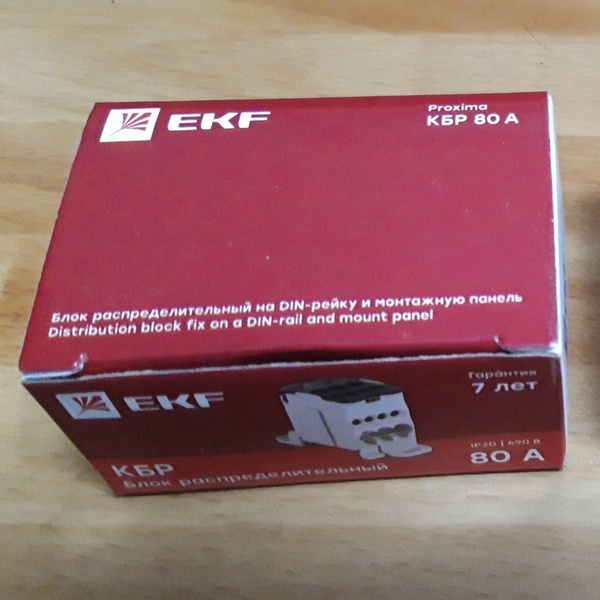 EKF
Proxima
КБР 80 А
Блок распределительный на DIN-рейку и монтажную панель
Distribution block fix on a DIN-rail and mount panel
EKF
Гарантия
7 лет
КБР
Блок распределительный
IP20 | 690 В
80 А